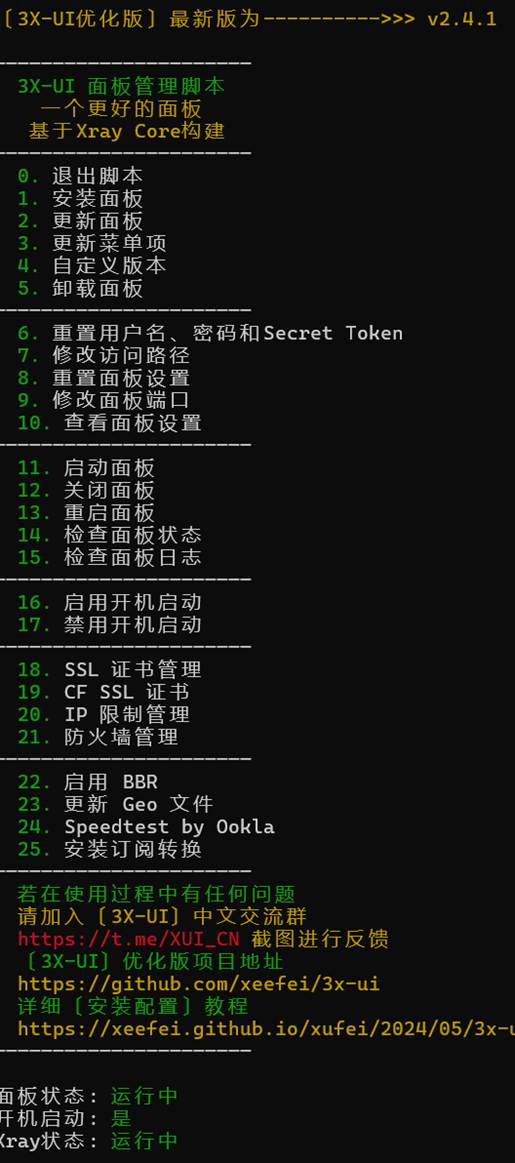 〔3X-UI优化版〕最新版为---------->>> v2.4.1
——————————————————————
3X-UI 面板管理脚本
一个更好的面板
基于Xray Core构建
——————————————————————
0. 退出脚本
1. 安装面板
2. 更新面板
3. 更新菜单项
4. 自定义版本
5. 卸载面板
——————————————————————
6. 重置用户名、密码和Secret Token
7. 修改访问路径
8. 重置面板设置
9. 修改面板端口
10. 查看面板设置
——————————————————————
11. 启动面板
12. 关闭面板
13. 重启面板
14. 检查面板状态
15. 检查面板日志
——————————————————————
16. 启用开机启动
17. 禁用开机启动
——————————————————————
18. SSL 证书管理
19. CF SSL 证书
20. IP 限制管理
21. 防火墙管理
——————————————————————
22. 启用 BBR
23. 更新 Geo 文件
24. Speedtest by Ookla
25. 安装订阅转换
——————————————————————
若在使用过程中有任何问题
请加入〔3X-UI〕中文交流群
https://t.me/XUI_CN 截图进行反馈
〔3X-UI〕优化版项目地址
https://github.com/xeefei/3x-ui
详细〔安装配置〕教程
https://xeefei.github.io/xufei/2024/05/3x-u
——————————————————————
面板状态: 运行中
开机启动: 是
Xray状态: 运行中